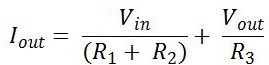 I_out = V_in / (R_1 + R_2) + V_out / R_3